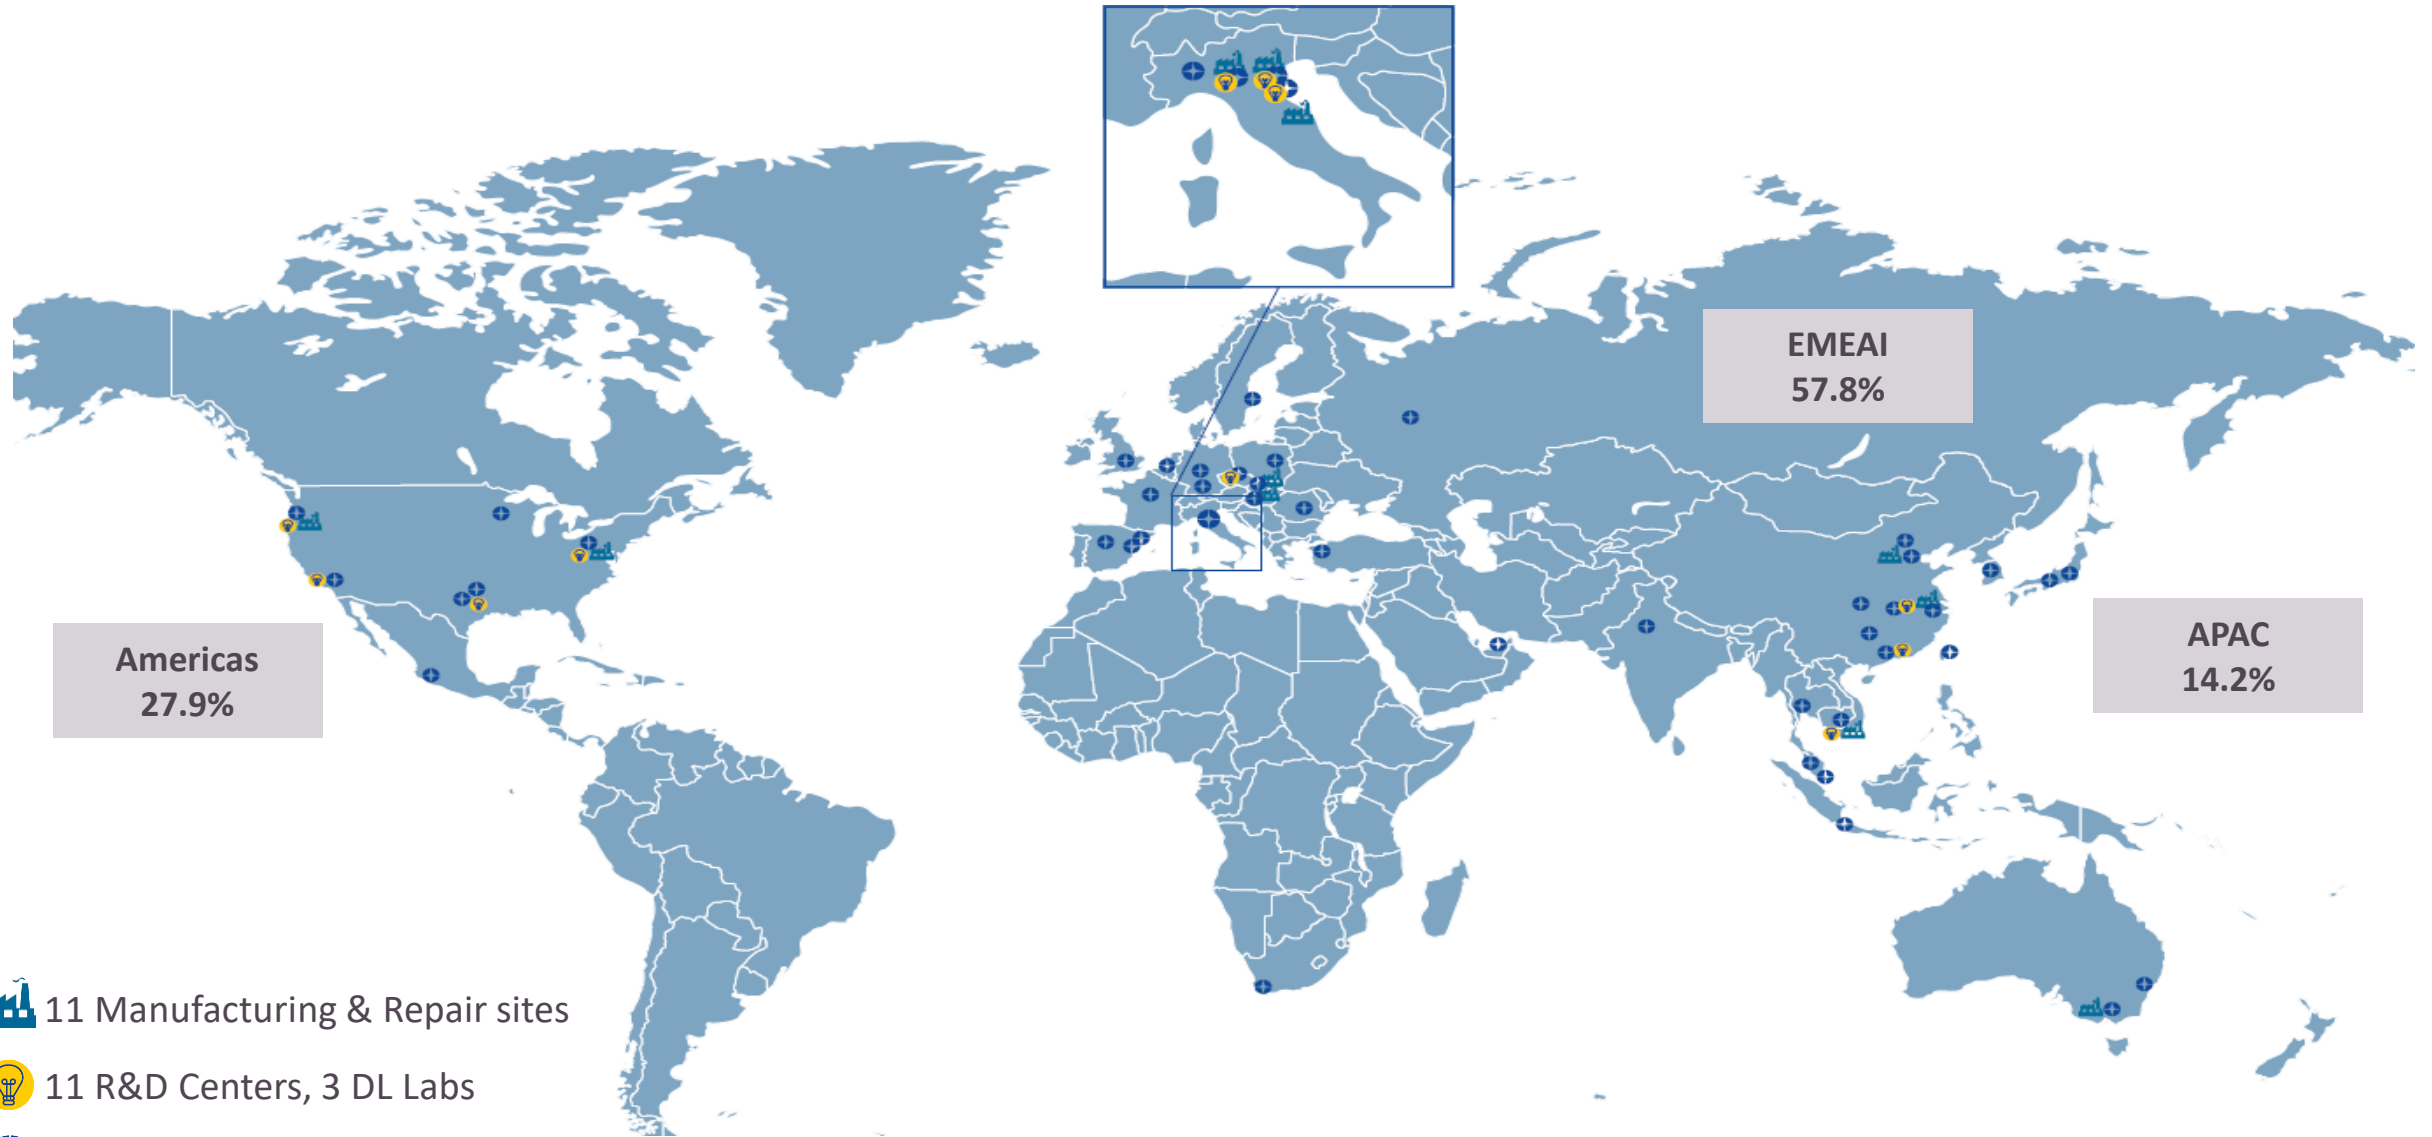 EMEAI
57.8%
APAC
14.2%
Americas
27.9%
11 Manufacturing & Repair sites
11 R&D Centers, 3 DL Labs